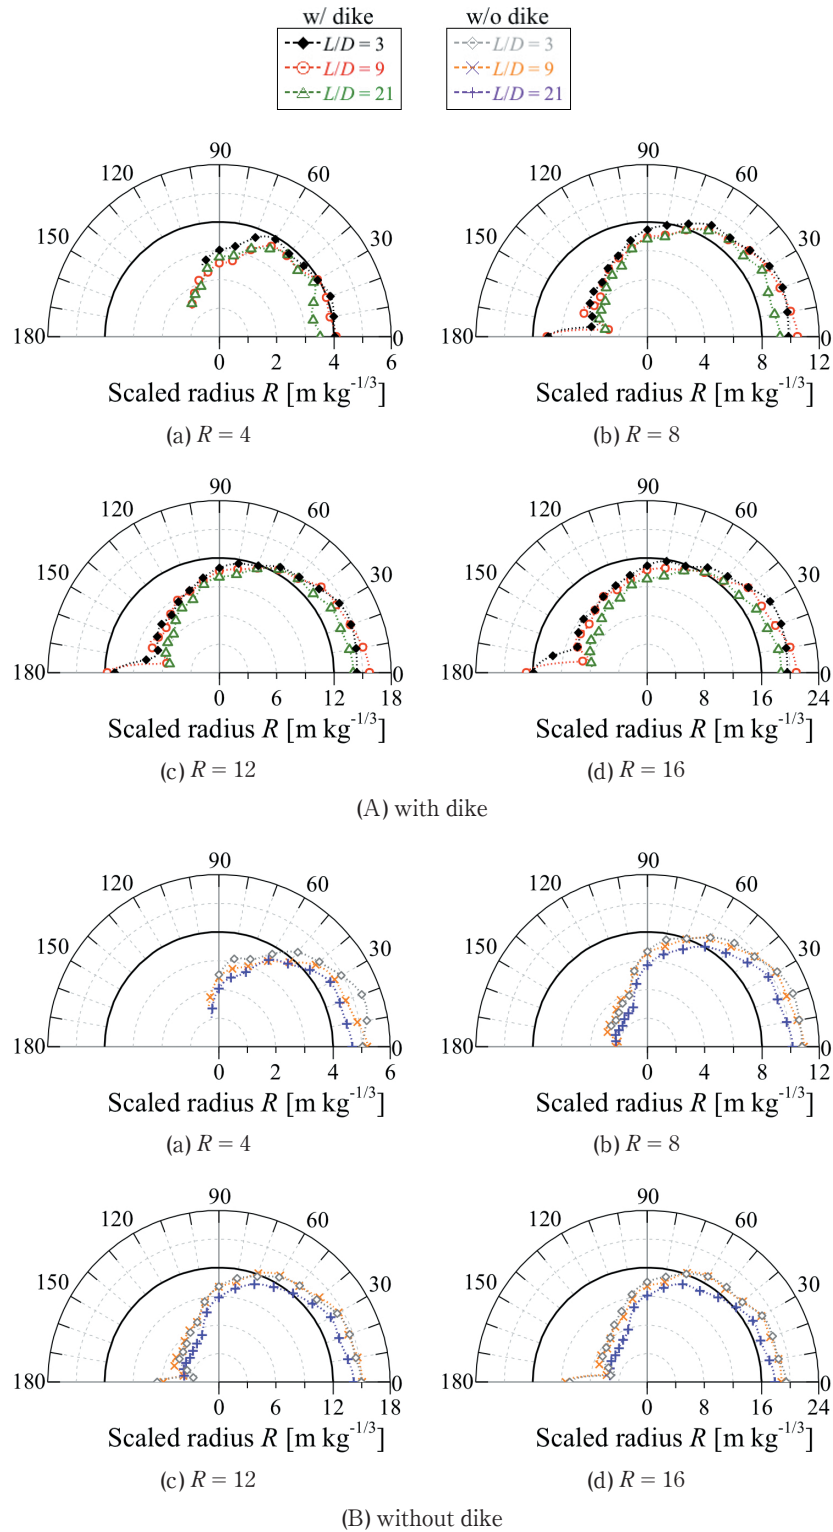 w/ dike w/o dike
L/D = 3 L/D = 3
L/D = 9 L/D = 9
L/D = 21 L/D = 21
90 90
120 60 120 60
150 30 150 30
180 0 180 0
0 2 4 6 0 4 8 12
Scaled radius R [m kg-1/3] Scaled radius R [m kg-1/3]
(a) R = 4 (b) R = 8
90 90
120 60 120 60
150 30 150 30
180 0 180 0
0 6 12 18 0 8 16 24
Scaled radius R [m kg-1/3] Scaled radius R [m kg-1/3]
(c) R = 12 (d) R = 16
(A) with dike
90 90
120 60 120 60
150 30 150 30
180 0 180 0
0 2 4 6 0 4 8 12
Scaled radius R [m kg-1/3] Scaled radius R [m kg-1/3]
(a) R = 4 (b) R = 8
90 90
120 60 120 60
150 30 150 30
180 0 180 0
0 6 12 18 0 8 16 24
Scaled radius R [m kg-1/3] Scaled radius R [m kg-1/3]
(c) R = 12 (d) R = 16
(B) without dike